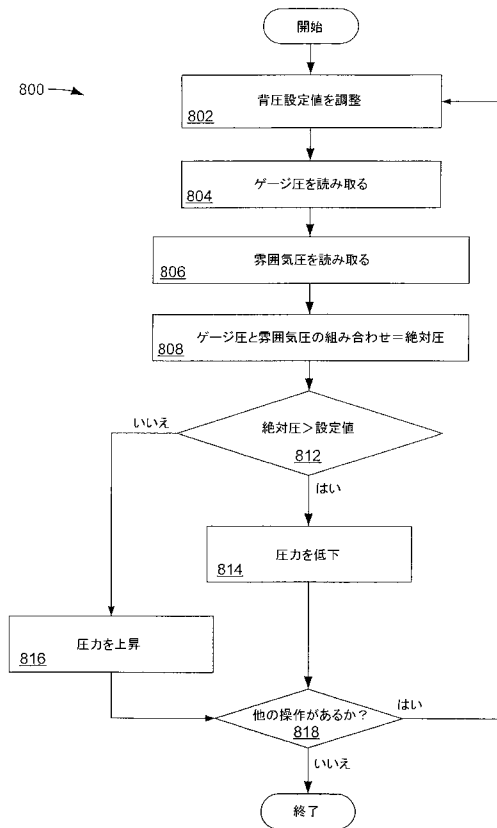 開始
800
背圧設定値を調整
802
ゲージ圧を読み取る
804
雰囲気圧を読み取る
806
ゲージ圧と雰囲気圧の組み合わせ＝絶対圧
808
いいえ
絶対圧＞設定値
812
はい
圧力を低下
814
圧力を上昇
816
他の操作があるか？
818
はい
いいえ
終了